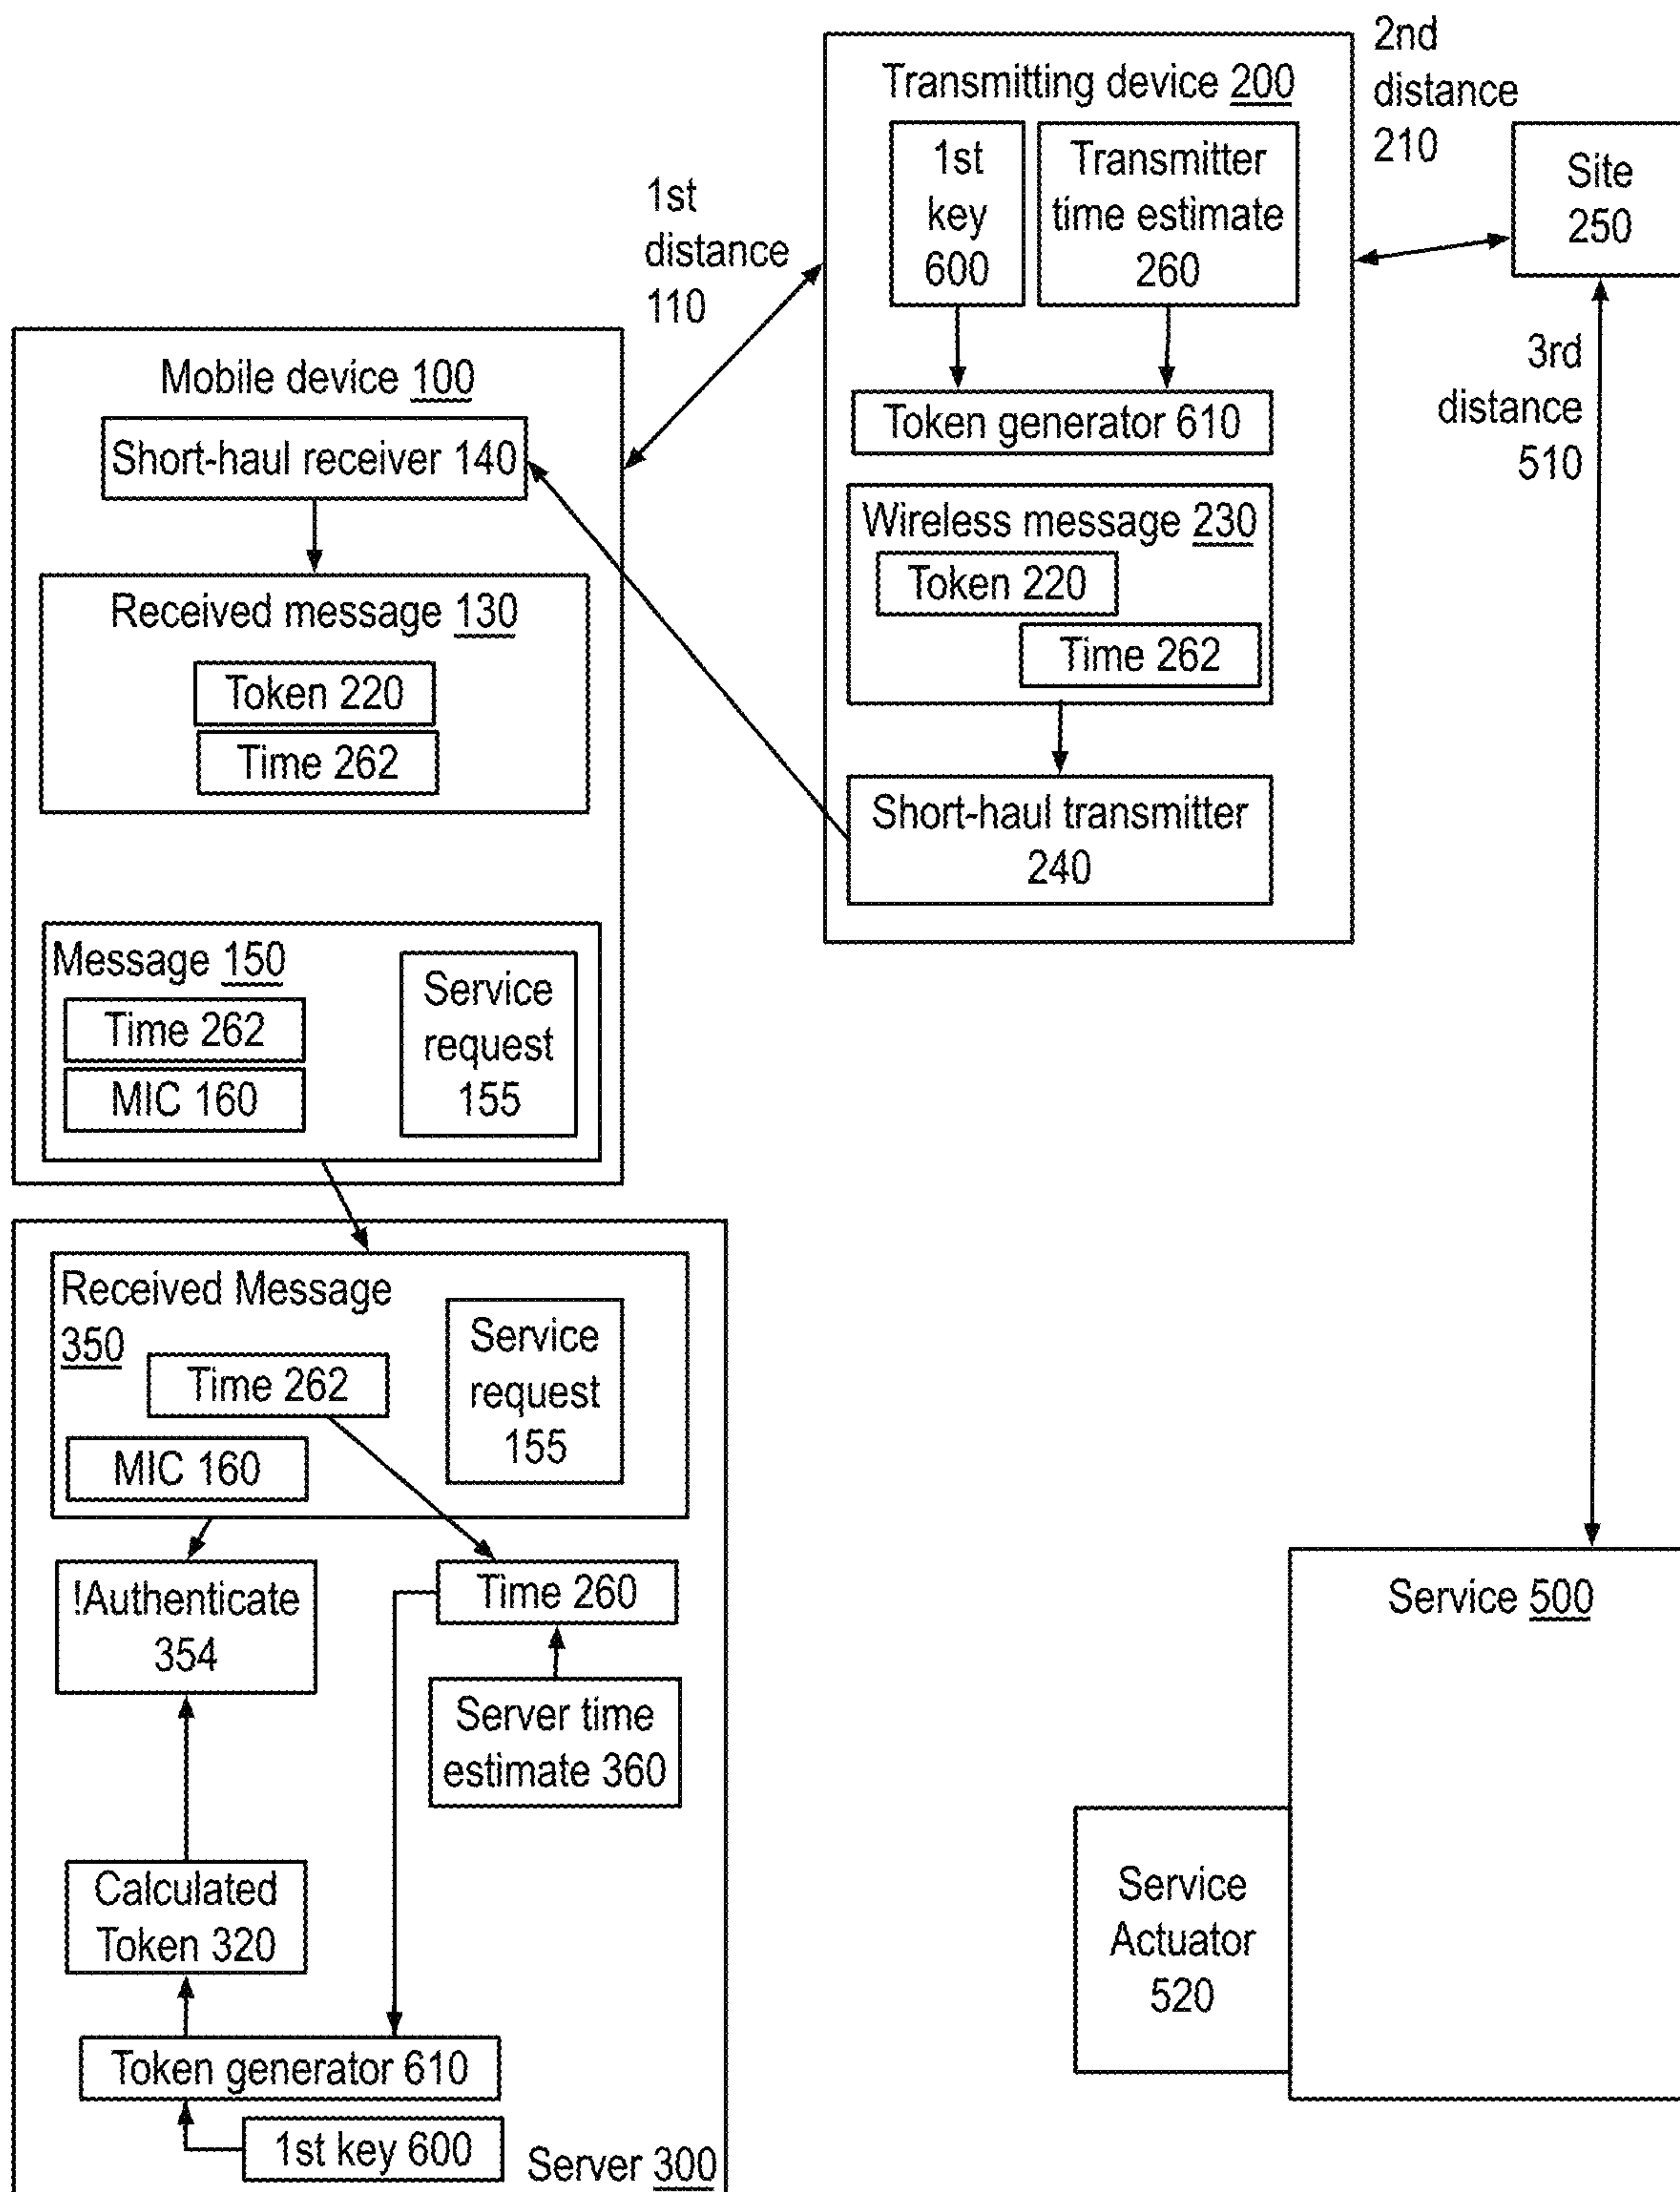 2nd
distance
210
Transmitting device 200
1st
key
600
Transmitter
time estimate
260
Site
250
1st
distance
110
3rd
distance
510
Mobile device 100
Short-haul receiver 140
Token generator 610
Wireless message 230
Token 220
Time 262
Received message 130
Token 220
Time 262
Short-haul transmitter
240
Message 150
Time 262
MIC 160
Service
request
155
Received Message
350
Time 262
MIC 160
Service
request
155
!Authenticate
354
Time 260
Server time
estimate 360
Calculated
Token 320
Token generator 610
1st key 600
Server 300
Service 500
Service
Actuator
520